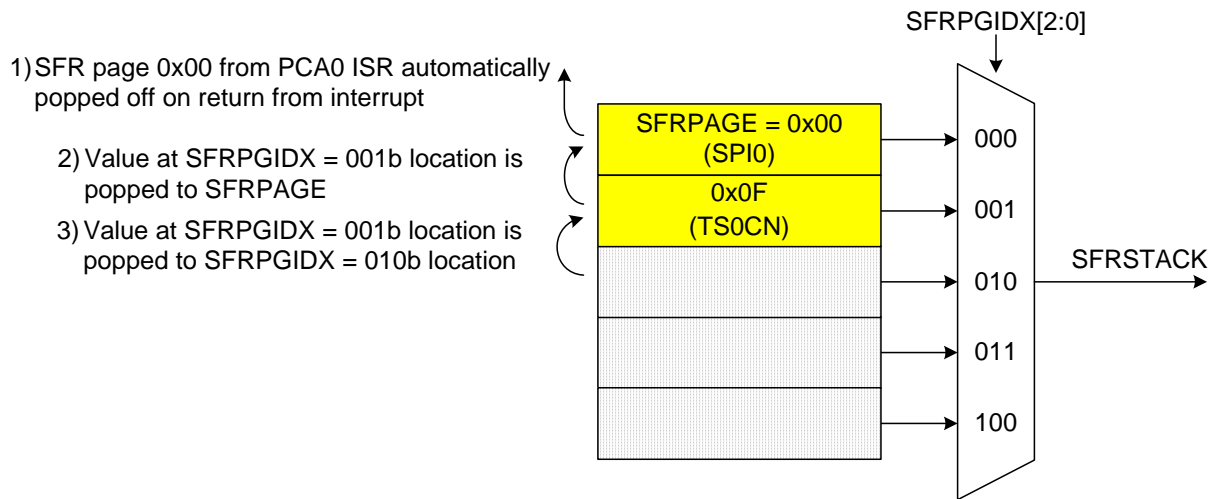 SFRPGIDX[2:0]
1) SFR page 0x00 from PCA0 ISR automatically
popped off on return from interrupt
2) Value at SFRPGIDX = 001b location is
popped to SFRPAGE
3) Value at SFRPGIDX = 001b location is
popped to SFRPGIDX = 010b location
SFRPAGE = 0x00
(SPI0)
0x0F
(TS0CN)
000
001
010
011
100
SFRSTACK